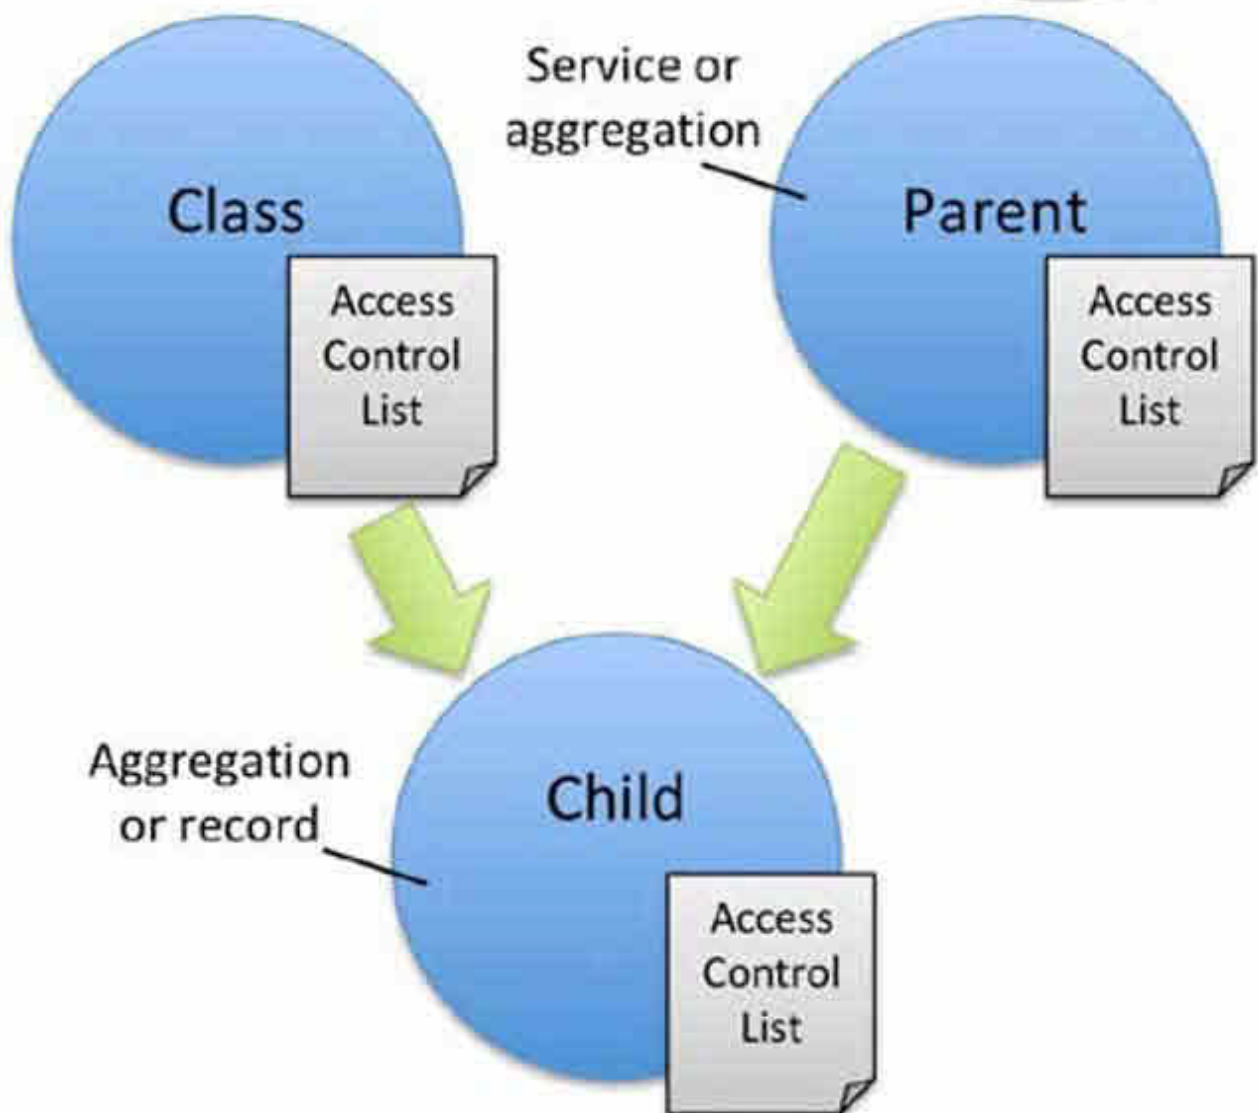 Service or
aggregation
Class
Parent
Access
Control
List
Access
Control
List
Aggregation
or record
Child
Access
Control
List